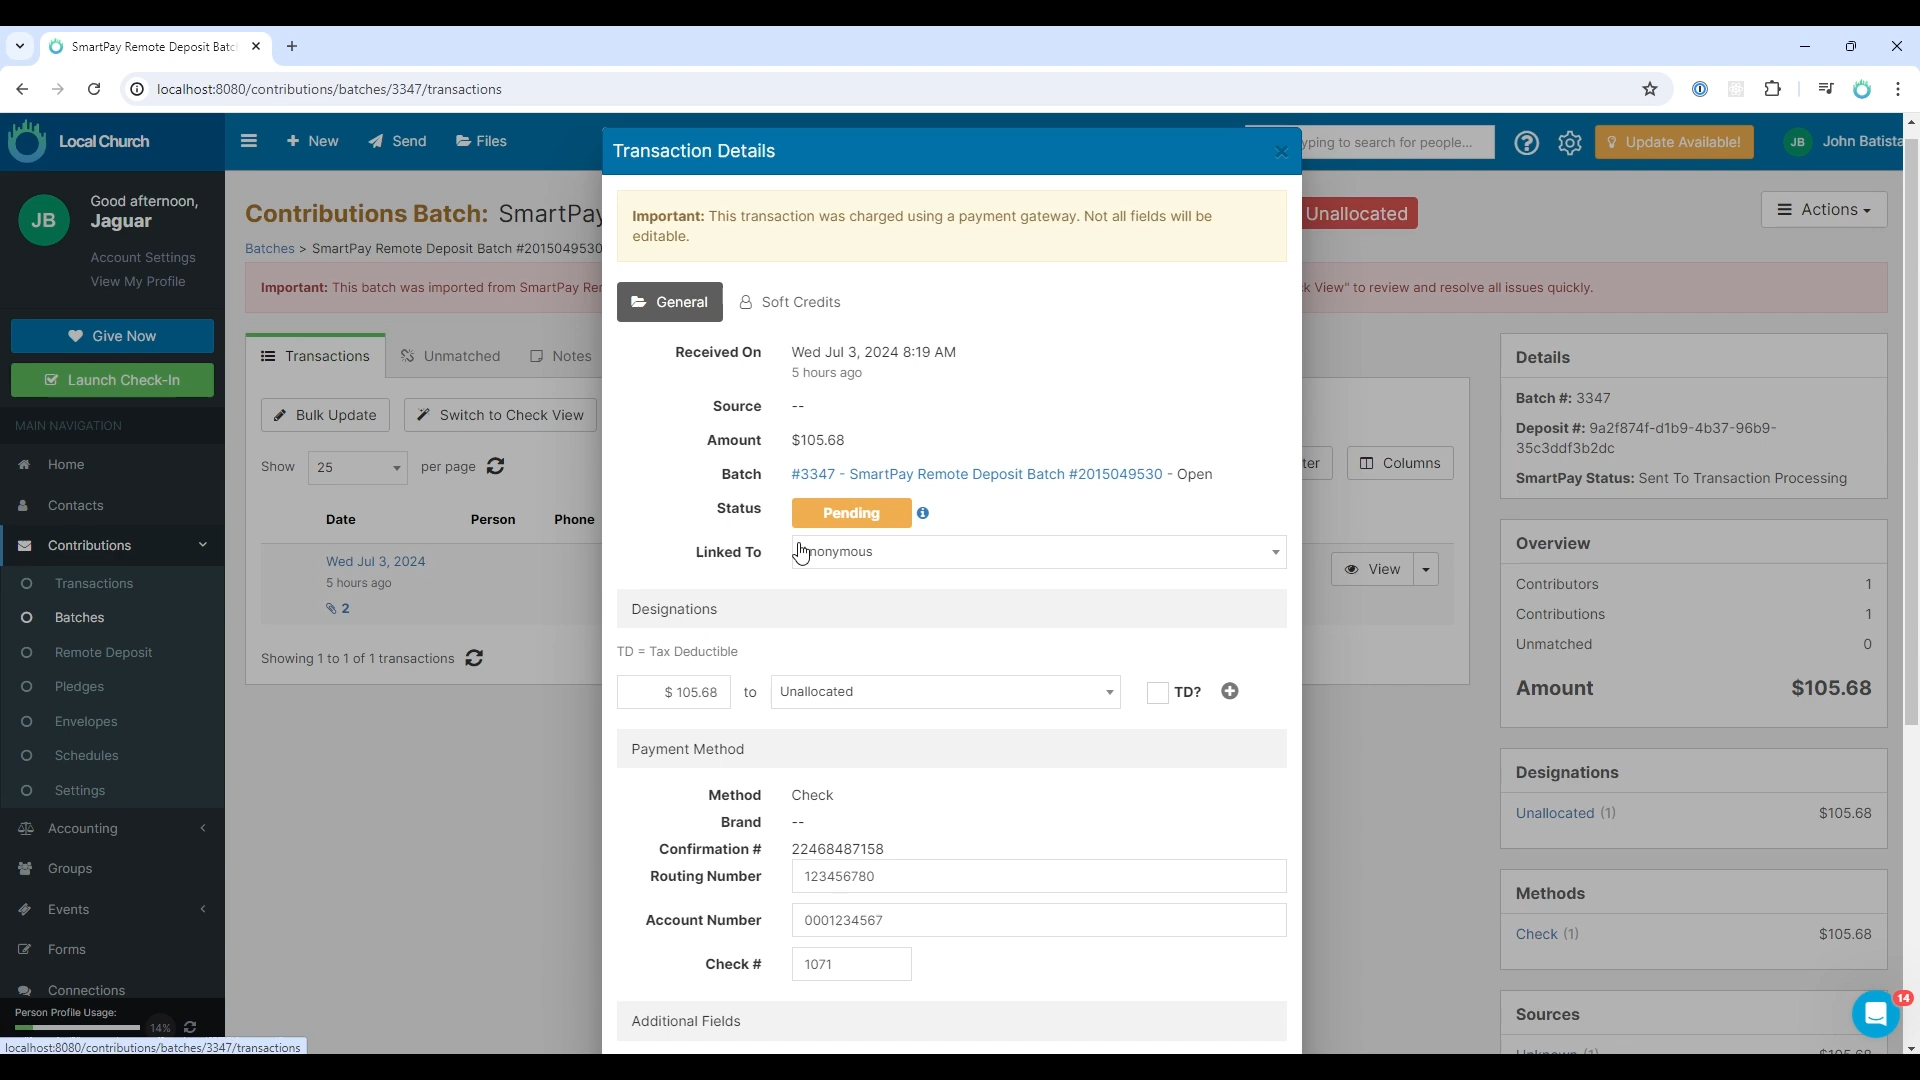 SmartPay Remote Deposit Batc
localhost:8080/contributions/batches/3347/transactions
Local Church
New
Send
Files
Transaction Details
yping to search for people...
Update Available!
JB
John Batista
JB
Good afternoon,
Jaguar
Account Settings
View My Profile
Give Now
Launch Check-In
MAIN NAVIGATION
Home
Contacts
Contributions
Transactions
Batches
Remote Deposit
Pledges
Envelopes
Schedules
Settings
Accounting
Groups
Events
Forms
Connections
Person Profile Usage:
14%
localhost:8080/contributions/batches/3347/transactions
Contributions Batch: SmartPay
Unallocated
Actions
Batches > SmartPay Remote Deposit Batch #2015049530
Important: This batch was imported from SmartPay Re
k View" to review and resolve all issues quickly.
Transactions
Unmatched
Notes
Bulk Update
Switch to Check View
Show 25 per page
ter
Columns
Date Person Phone
Wed Jul 3, 2024
5 hours ago
2
View
Showing 1 to 1 of 1 transactions
Important: This transaction was charged using a payment gateway. Not all fields will be
editable.
General
Soft Credits
Received On Wed Jul 3, 2024 8:19 AM
5 hours ago
Source --
Amount $105.68
Batch #3347 - SmartPay Remote Deposit Batch #2015049530 - Open
Status Pending
Linked To nonymous
Designations
TD = Tax Deductible
$ 105.68 to Unallocated TD?
Payment Method
Method Check
Brand --
Confirmation # 22468487158
Routing Number 123456780
Account Number 0001234567
Check # 1071
Additional Fields
Details
Batch #: 3347
Deposit #: 9a2f874f-d1b9-4b37-96b9-
35c3ddf3b2dc
SmartPay Status: Sent To Transaction Processing
Overview
Contributors 1
Contributions 1
Unmatched 0
Amount $105.68
Designations
Unallocated (1) $105.68
Methods
Check (1) $105.68
Sources
14